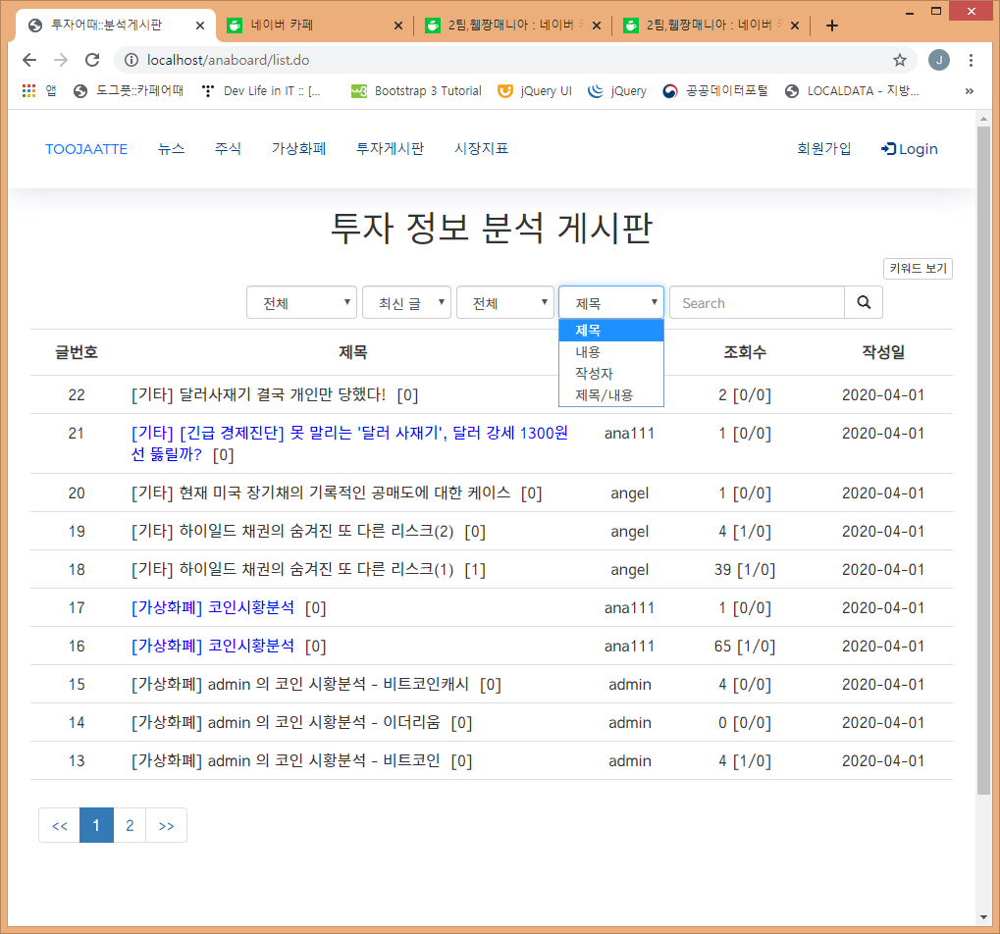 투자어때::분석게시판
네이버 카페
2팀,웹짱매니아 : 네이버
2팀,웹짱매니아 : 네이버
localhost/anaboard/list.do
J
앱 도그풋::카페어때 Dev Life in IT :: [... Bootstrap 3 Tutorial jQuery UI jQuery 공공데이터포털 LOCALDATA - 지방... »
TOOJAATTE 뉴스 주식 가상화폐 투자게시판 시장지표 회원가입 Login
투자 정보 분석 게시판
키워드 보기
전체 최신 글 전체 제목 Search
제목
내용
작성자
제목/내용
글번호 제목 조회수 작성일
22 [기타] 달러사재기 결국 개인만 당했다! [0] 2 [0/0] 2020-04-01
21 [기타] [긴급 경제진단] 못 말리는 '달러 사재기', 달러 강세 1300원 ana111 1 [0/0] 2020-04-01
선 뚫릴까? [0]
20 [기타] 현재 미국 장기채의 기록적인 공매도에 대한 케이스 [0] angel 1 [0/0] 2020-04-01
19 [기타] 하이일드 채권의 숨겨진 또 다른 리스크(2) [0] angel 4 [1/0] 2020-04-01
18 [기타] 하이일드 채권의 숨겨진 또 다른 리스크(1) [1] angel 39 [1/0] 2020-04-01
17 [가상화폐] 코인시황분석 [0] ana111 1 [0/0] 2020-04-01
16 [가상화폐] 코인시황분석 [0] ana111 65 [1/0] 2020-04-01
15 [가상화폐] admin 의 코인 시황분석 - 비트코인캐시 [0] admin 4 [0/0] 2020-04-01
14 [가상화폐] admin 의 코인 시황분석 - 이더리움 [0] admin 0 [0/0] 2020-04-01
13 [가상화폐] admin 의 코인 시황분석 - 비트코인 [0] admin 4 [1/0] 2020-04-01
<< 1 2 >>